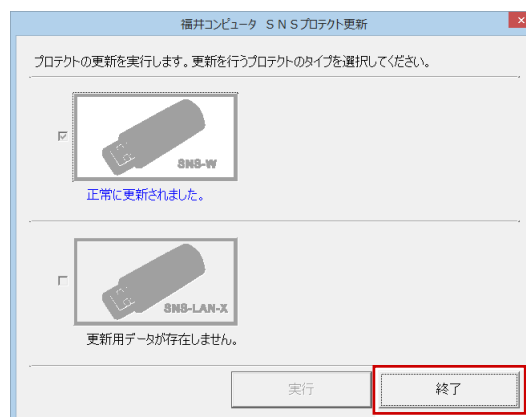 福井コンピュータ ＳＮＳプロテクト更新
プロテクトの更新を実行します。更新を行うプロテクトのタイプを選択してください。
SNS-W
正常に更新されました。
SNS-LAN-X
更新用データが存在しません。
実行
終了